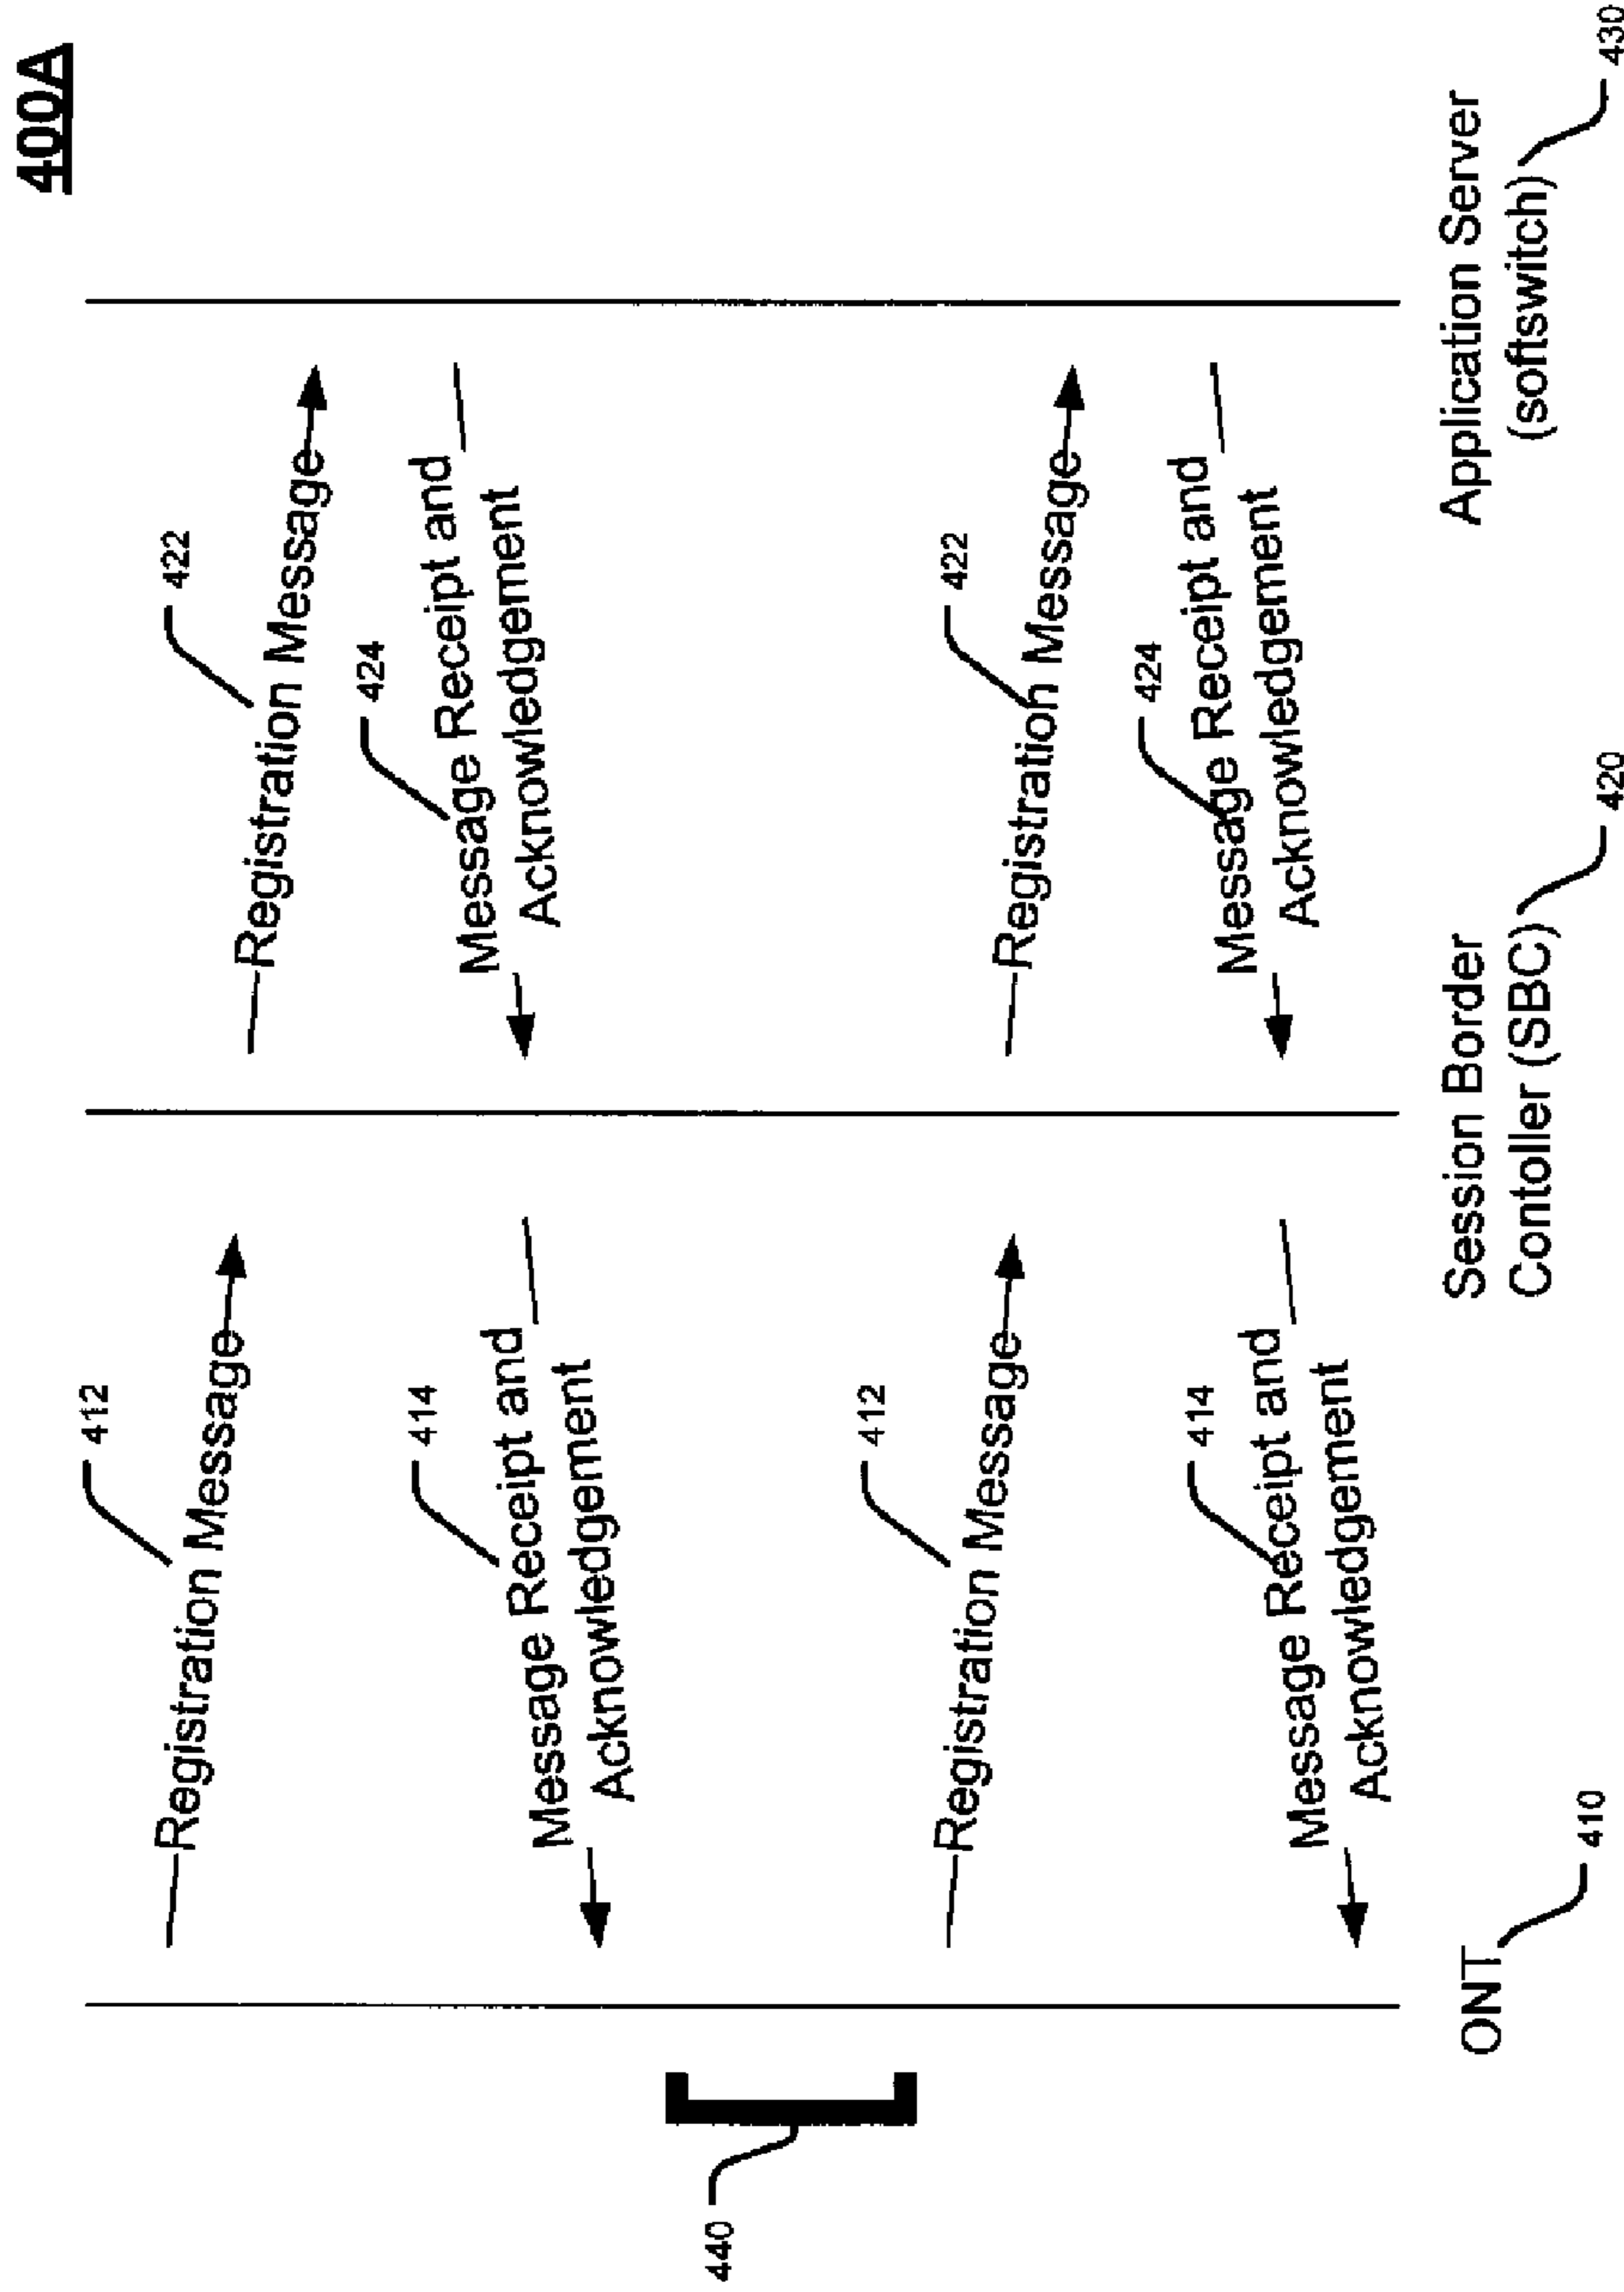 400A
412
422
Registration Message
Registration Message
414
424
Message Receipt and
Acknowledgement
Message Receipt and
Acknowledgement
440
412
422
Registration Message
Registration Message
414
424
Message Receipt and
Acknowledgement
Message Receipt and
Acknowledgement
ONT
410
Session Border
Contoller (SBC)
420
Application Server
(softswitch)
430